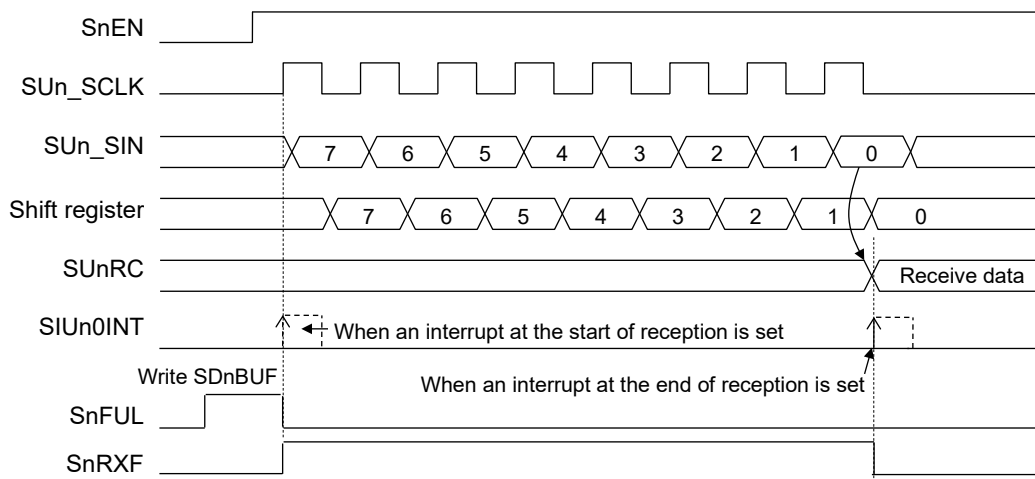 SnEN
SUn_SCLK
SUn_SIN 7 6 5 4 3 2 1 0
Shift register 7 6 5 4 3 2 1 0
SUnRC Receive data
SIUn0INT When an interrupt at the start of reception is set
Write SDnBUF When an interrupt at the end of reception is set
SnFUL
SnRXF